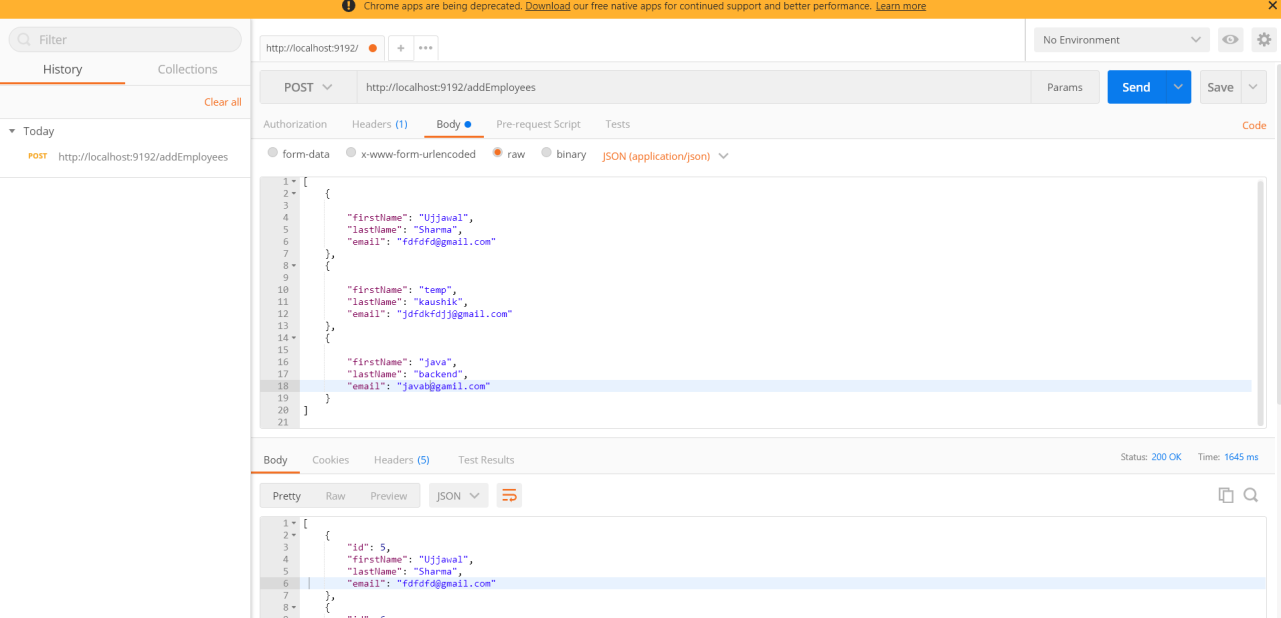 Chrome apps are being deprecated. Download our free native apps for continued support and better performance. Learn more
Filter
History Collections
Clear all
Today
POST http://localhost:9192/addEmployees
http://localhost:9192/
No Environment
POST http://localhost:9192/addEmployees Params Send Save
Authorization Headers (1) Body Pre-request Script Tests Code
form-data x-www-form-urlencoded raw binary JSON (application/json)
1 [
2 {
3
4 "firstName": "Ujjawal",
5 "lastName": "Sharma",
6 "email": "fdfdfd@gmail.com"
7 },
8 {
9
10 "firstName": "temp",
11 "lastName": "kaushik",
12 "email": "jdfdkfdjj@gmail.com"
13 },
14 {
15
16 "firstName": "java",
17 "lastName": "backend",
18 "email": "javab@gamil.com"
19 }
20 ]
21
Body Cookies Headers (5) Test Results Status: 200 OK Time: 1645 ms
Pretty Raw Preview JSON
1 [
2 {
3 "id": 5,
4 "firstName": "Ujjawal",
5 "lastName": "Sharma",
6 "email": "fdfdfd@gmail.com"
7 },
8 {